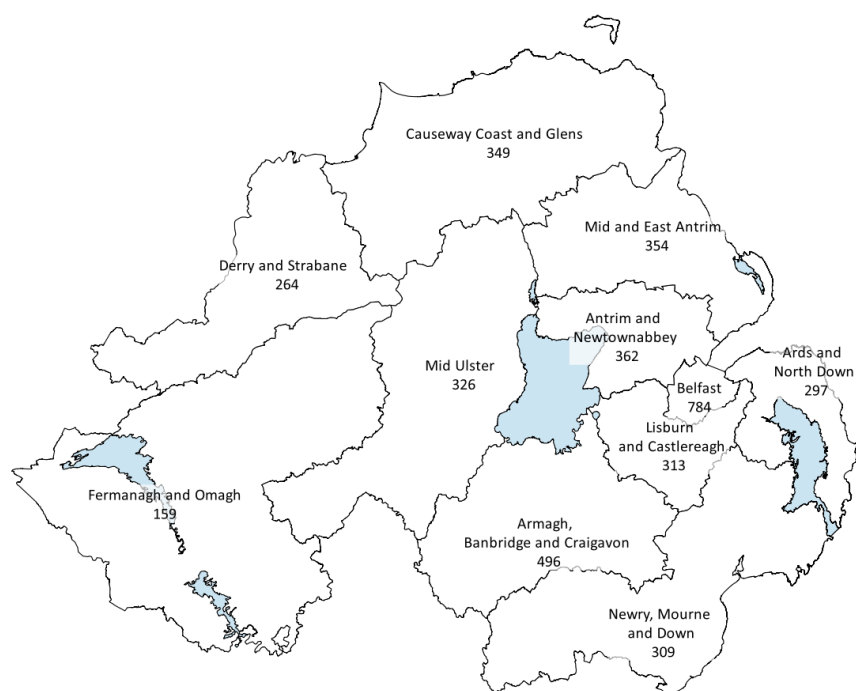 Causeway Coast and Glens
349
Mid and East Antrim
354
Derry and Strabane
264
Antrim and
Newtownabbey
362
Mid Ulster
326
Ards and
North Down
297
Belfast
784
Lisburn
and Castlereagh
313
Fermanagh and Omagh
159
Armagh,
Banbridge and Craigavon
496
Newry, Mourne
and Down
309